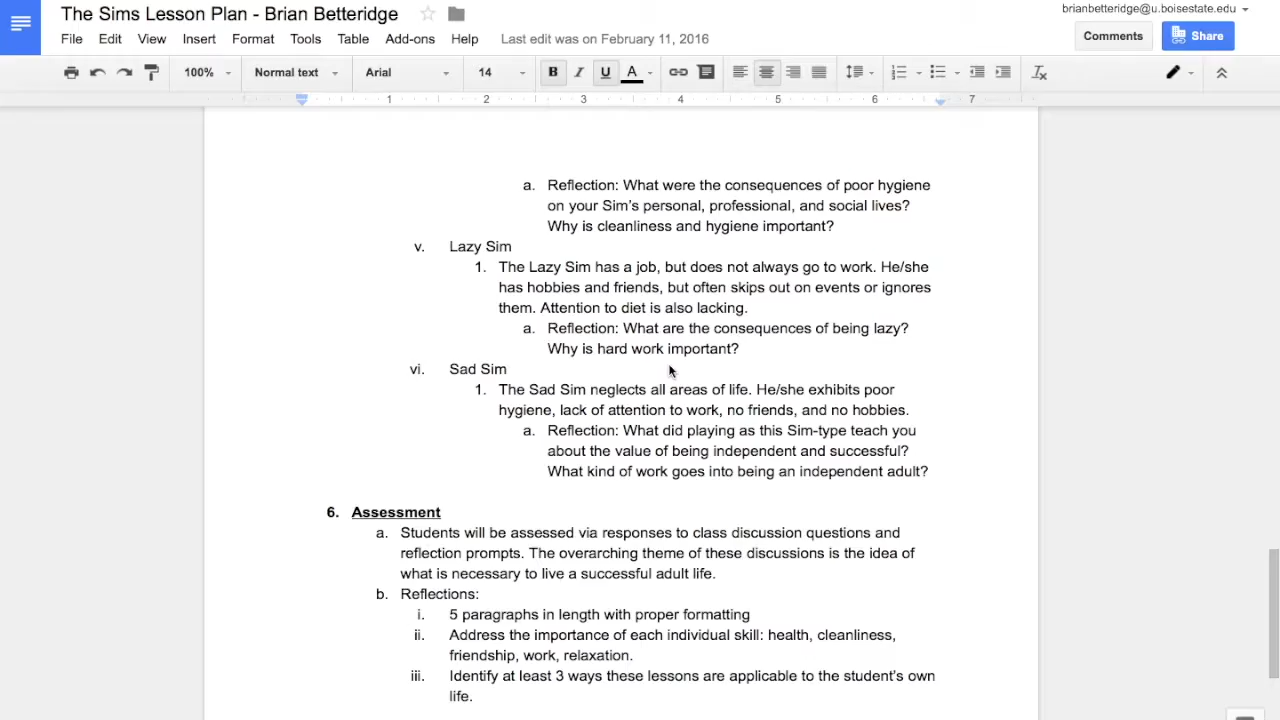 The Sims Lesson Plan - Brian Betteridge
brianbetteridge@u.boisestate.edu
File Edit View Insert Format Tools Table Add-ons Help Last edit was on February 11, 2016
Comments
Share
100% Normal text Arial 14 B I U A
1 2 3 4 5 6 7
a. Reflection: What were the consequences of poor hygiene
on your Sim's personal, professional, and social lives?
Why is cleanliness and hygiene important?
v. Lazy Sim
1. The Lazy Sim has a job, but does not always go to work. He/she
has hobbies and friends, but often skips out on events or ignores
them. Attention to diet is also lacking.
a. Reflection: What are the consequences of being lazy?
Why is hard work important?
vi. Sad Sim
1. The Sad Sim neglects all areas of life. He/she exhibits poor
hygiene, lack of attention to work, no friends, and no hobbies.
a. Reflection: What did playing as this Sim-type teach you
about the value of being independent and successful?
What kind of work goes into being an independent adult?
6. Assessment
a. Students will be assessed via responses to class discussion questions and
reflection prompts. The overarching theme of these discussions is the idea of
what is necessary to live a successful adult life.
b. Reflections:
i. 5 paragraphs in length with proper formatting
ii. Address the importance of each individual skill: health, cleanliness,
friendship, work, relaxation.
iii. Identify at least 3 ways these lessons are applicable to the student's own
life.